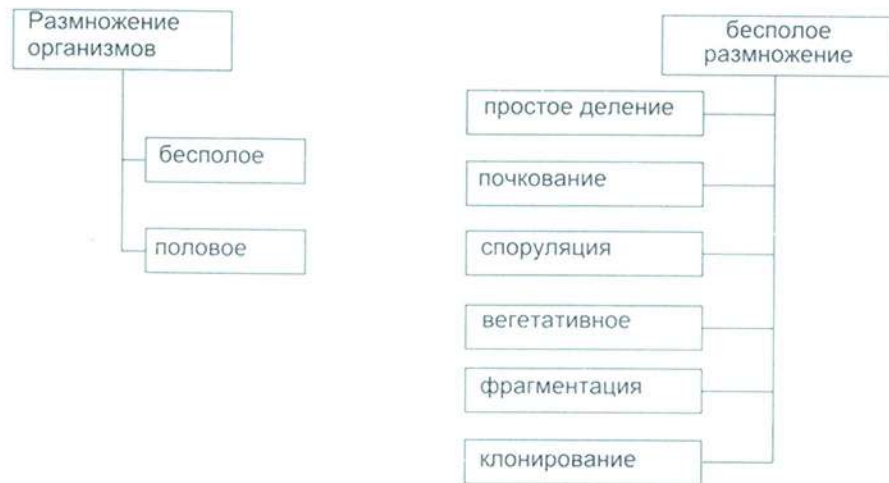 Размножение
организмов
бесполое
половое
бесполое
размножение
простое деление
почкование
споруляция
вегетативное
фрагментация
клонирование